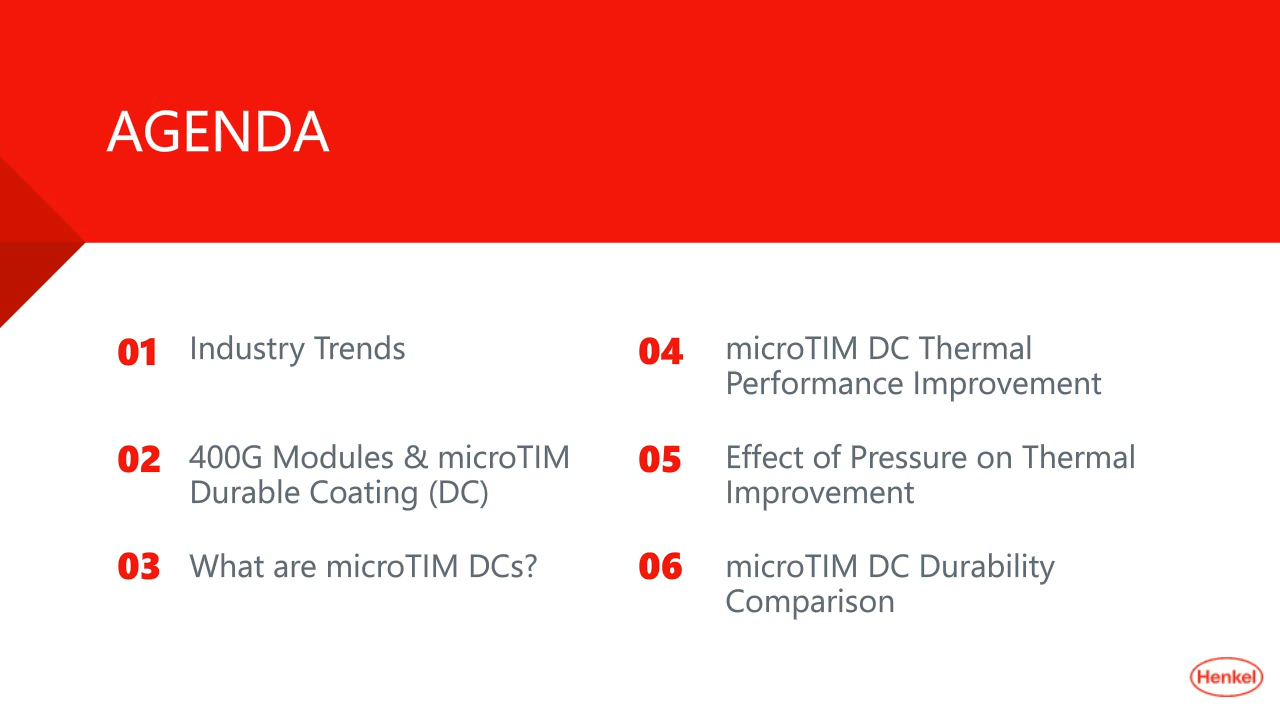 AGENDA
01 Industry Trends
02 400G Modules & microTIM
Durable Coating (DC)
03 What are microTIM DCs?
04 microTIM DC Thermal
Performance Improvement
05 Effect of Pressure on Thermal
Improvement
06 microTIM DC Durability
Comparison
Henkel